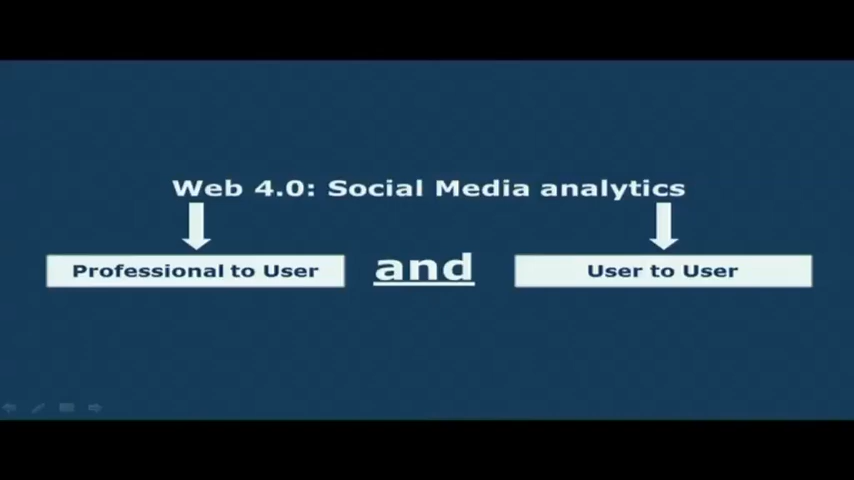 Web 4.0: Social Media analytics
Professional to User and User to User